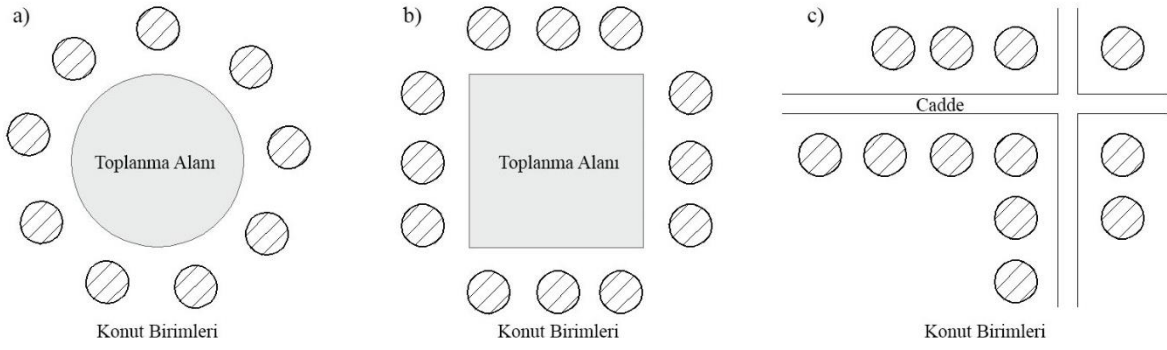 a)
Toplanma Alanı
Konut Birimleri
b)
Toplanma Alanı
Konut Birimleri
c)
Cadde
Konut Birimleri